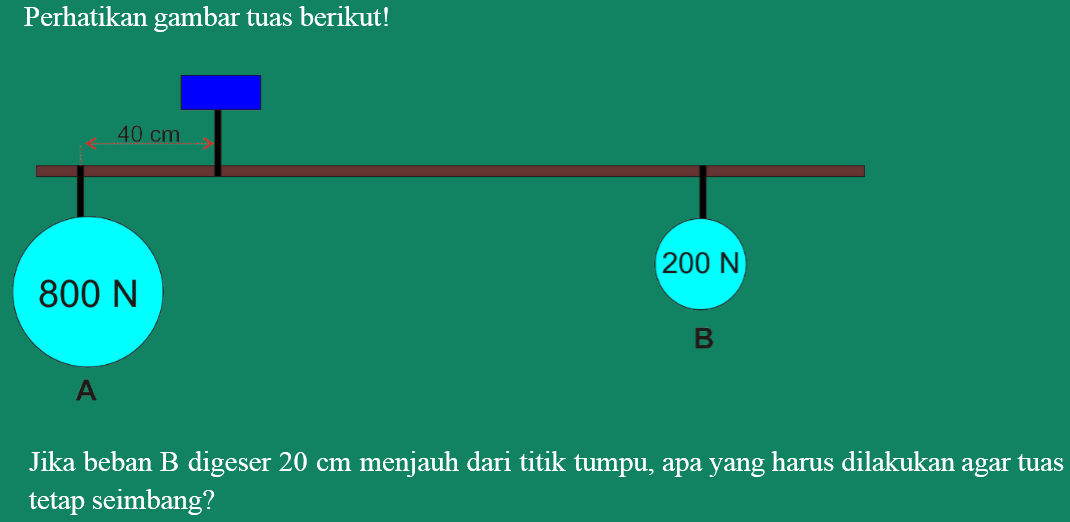 Perhatikan gambar tuas berikut!
40 cm
800 N
200 N
B
A
Jika beban B digeser 20 cm menjauh dari titik tumpu, apa yang harus dilakukan agar tuas
tetap seimbang?